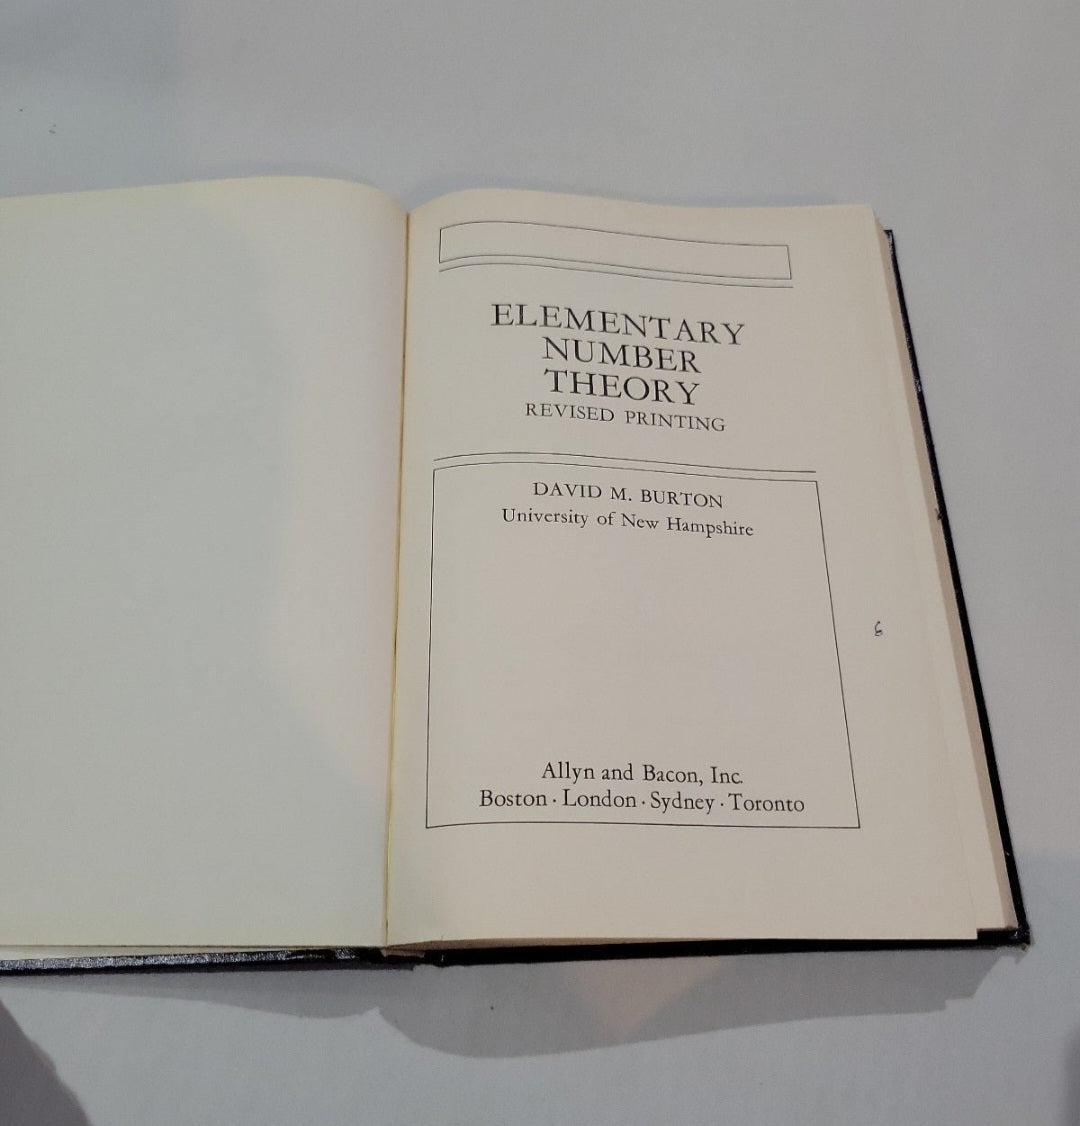 ELEMENTARY
NUMBER
THEORY
REVISED PRINTING
DAVID M. BURTON
University of New Hampshire
6
Allyn and Bacon, Inc.
Boston · London · Sydney · Toronto